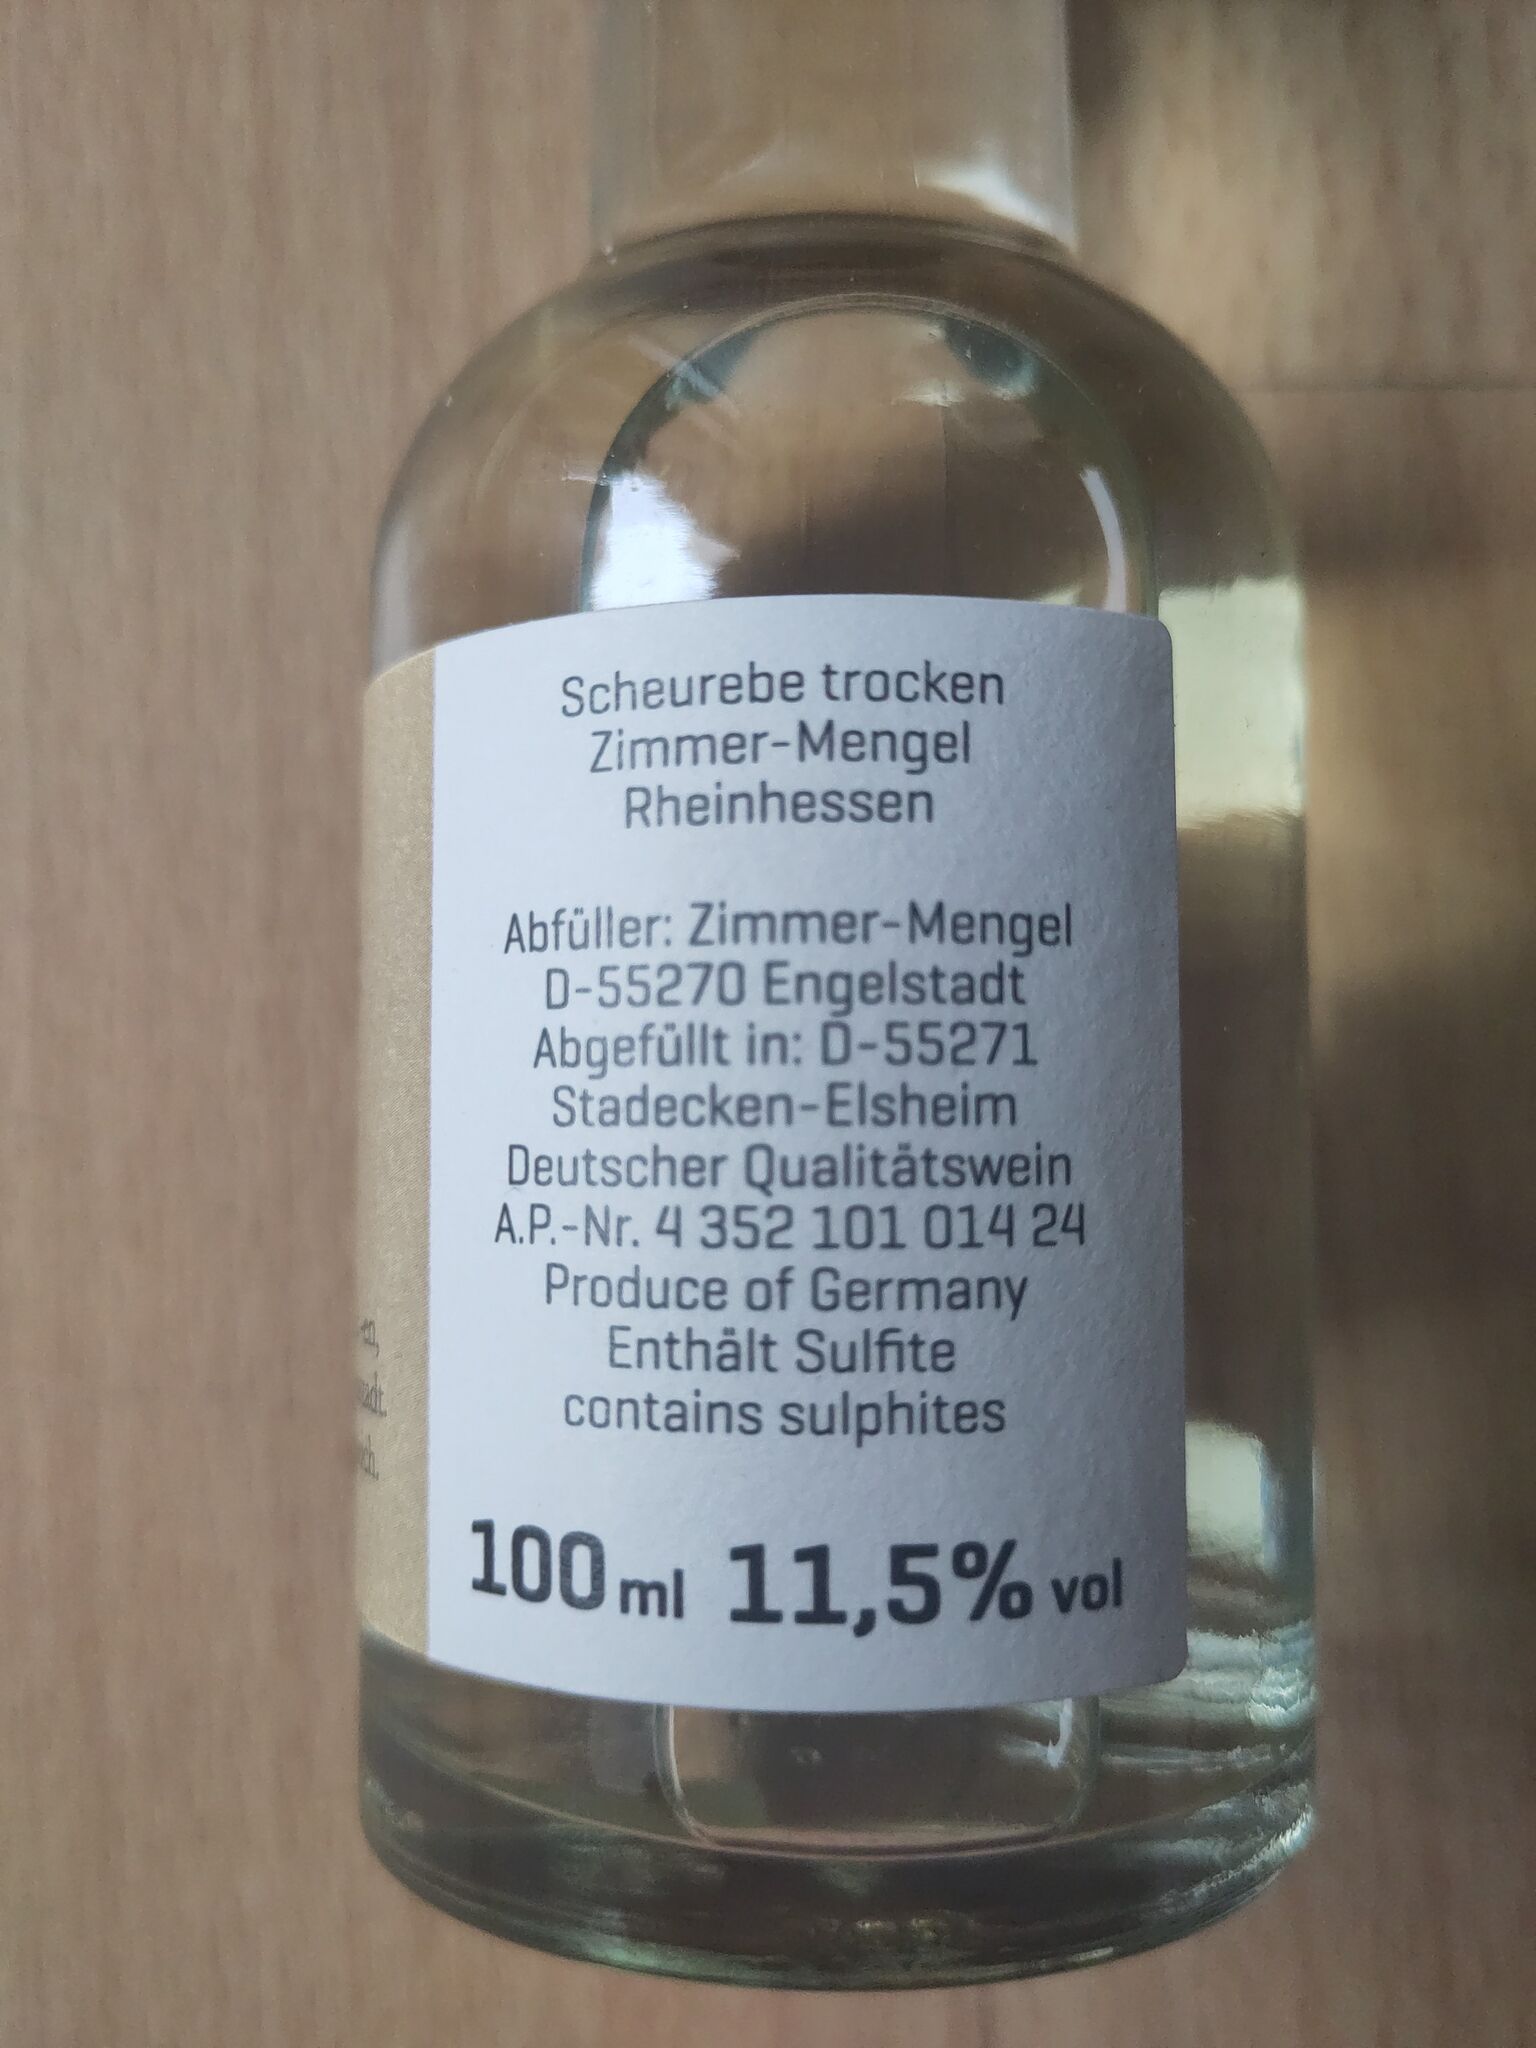 Scheurebe trocken
Zimmer-Mengel
Rheinhessen
Abfüller: Zimmer-Mengel
D-55270 Engelstadt
Abgefüllt in: D-55271
Stadecken-Elsheim
Deutscher Qualitätswein
A.P.-Nr. 4 352 101 014 24
Produce of Germany
Enthält Sulfite
contains sulphites
100 ml 11,5% vol